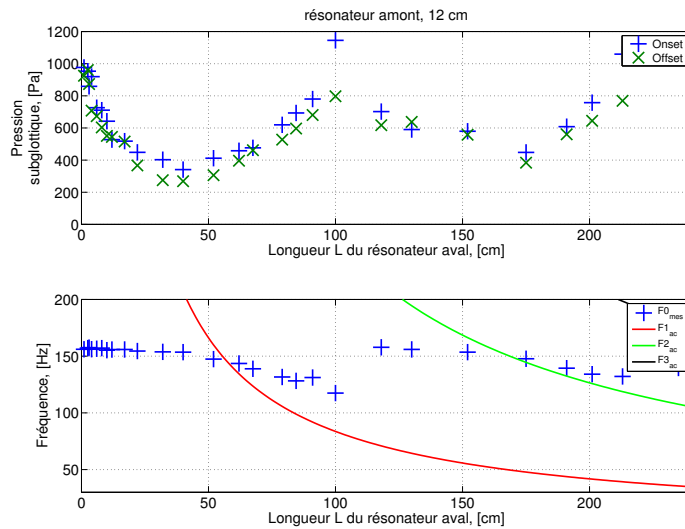 résonateur amont, 12 cm
1200
1000
800
600
400
200
0
Pression
subglottique, [Pa]
Onset
Offset
0
50
100
150
200
Longueur L du résonateur aval, [cm]
200
150
100
50
Fréquence, [Hz]
F0mes
F1ac
F2ac
F3ac
0
50
100
150
200
Longueur L du résonateur aval, [cm]